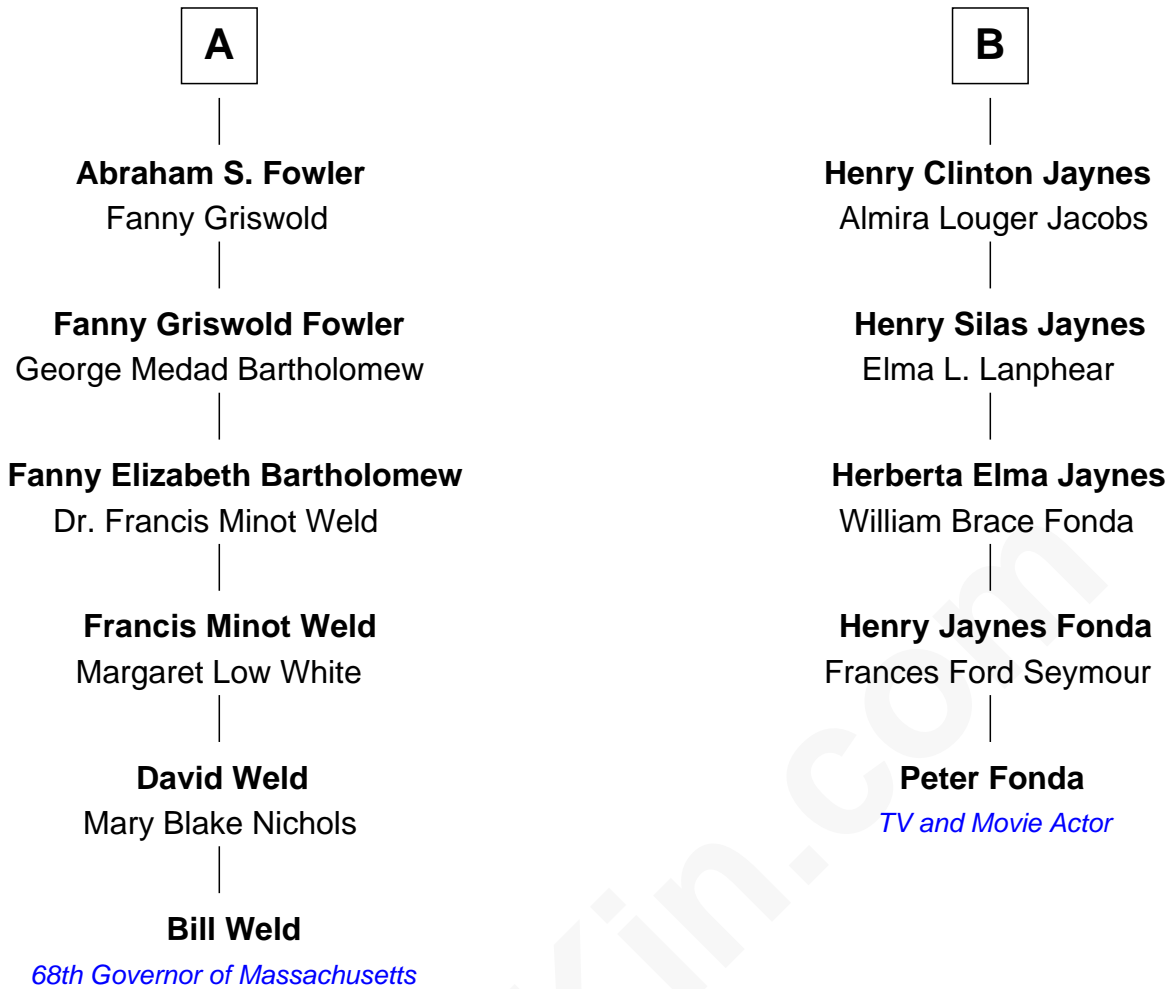 A
Abraham S. Fowler
Fanny Griswold
Fanny Griswold Fowler
George Medad Bartholomew
Fanny Elizabeth Bartholomew
Dr. Francis Minot Weld
Francis Minot Weld
Margaret Low White
David Weld
Mary Blake Nichols
Bill Weld
68th Governor of Massachusetts
B
Henry Clinton Jaynes
Almira Louger Jacobs
Henry Silas Jaynes
Elma L. Lanphear
Herberta Elma Jaynes
William Brace Fonda
Henry Jaynes Fonda
Frances Ford Seymour
Peter Fonda
TV and Movie Actor
Kin.com